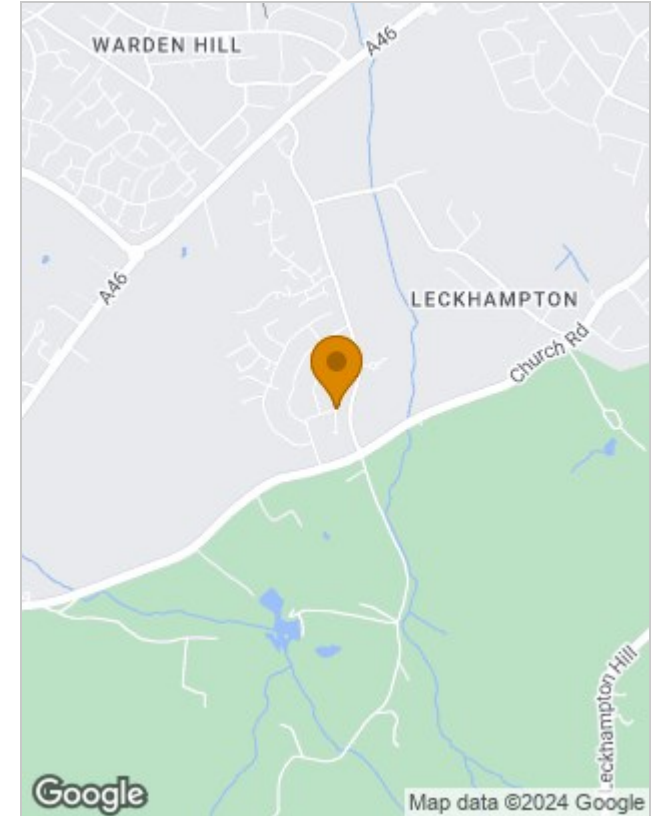 WARDEN HILL
A46
A46
LECKHAMPTON
Church Rd
Leckhampton Hill
Google
Map data ©2024 Google